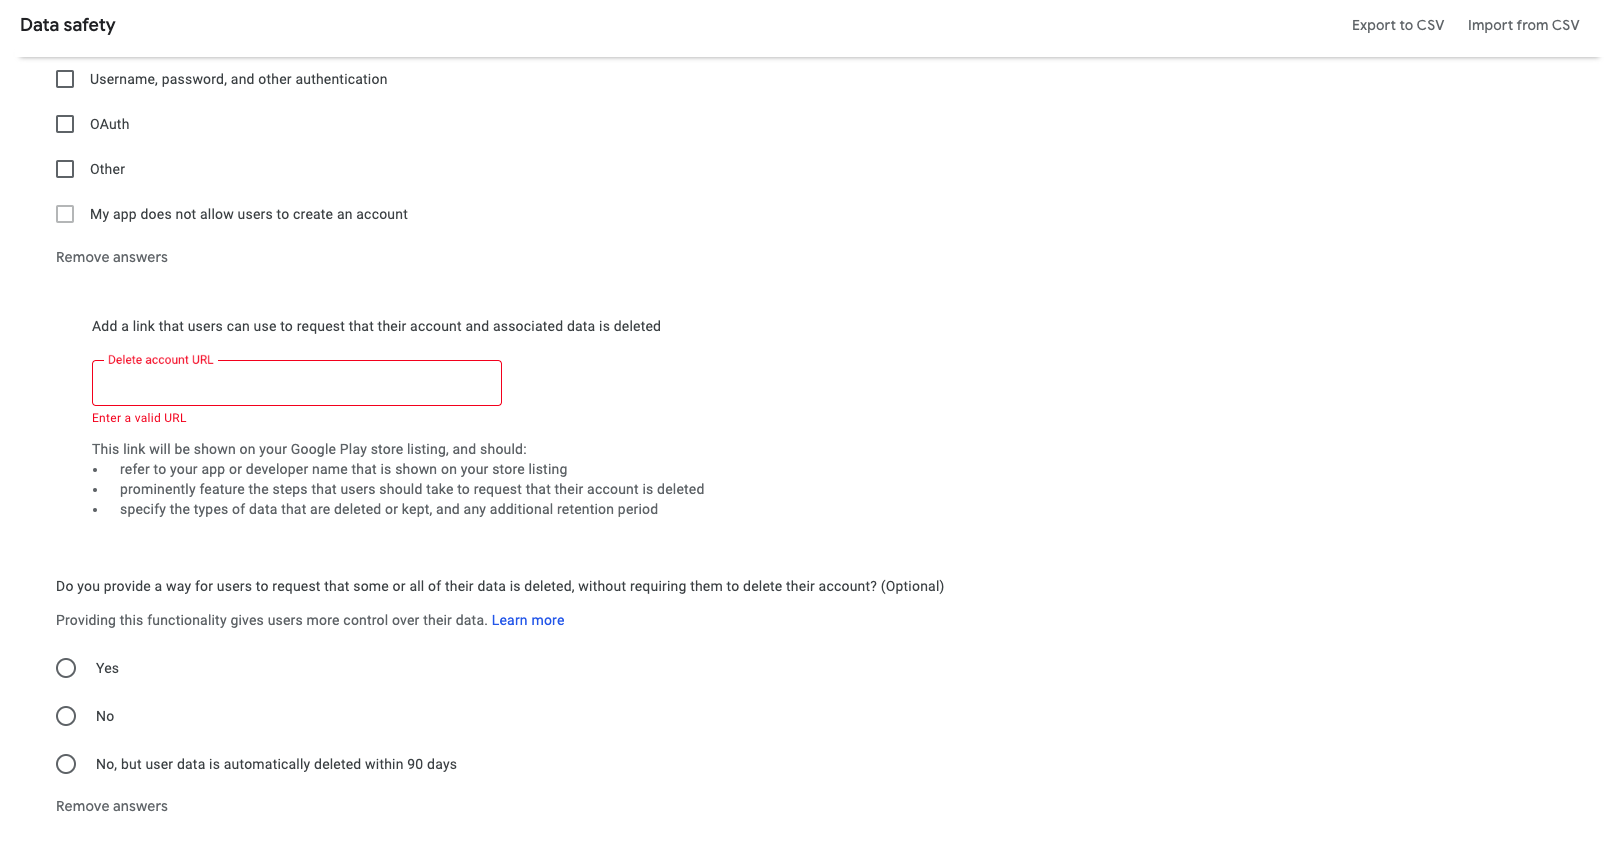 Data safety
Export to CSV
Import from CSV
Username, password, and other authentication
OAuth
Other
My app does not allow users to create an account
Remove answers
Add a link that users can use to request that their account and associated data is deleted
Delete account URL
Enter a valid URL
This link will be shown on your Google Play store listing, and should:
• refer to your app or developer name that is shown on your store listing
• prominently feature the steps that users should take to request that their account is deleted
• specify the types of data that are deleted or kept, and any additional retention period
Do you provide a way for users to request that some or all of their data is deleted, without requiring them to delete their account? (Optional)
Providing this functionality gives users more control over their data. Learn more
Yes
No
No, but user data is automatically deleted within 90 days
Remove answers